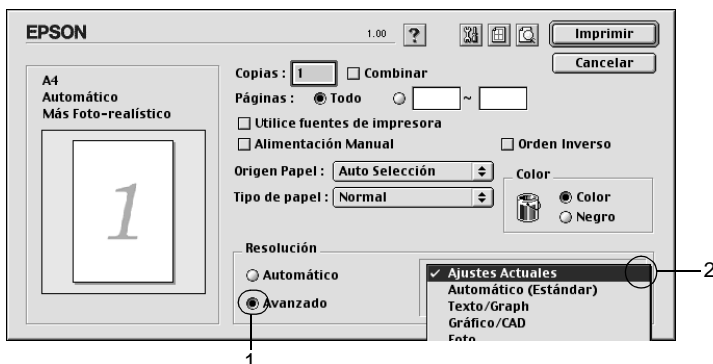 EPSON
1.00 ? Imprimir
Cancelar
A4
Automático
Más Foto-realístico
1
Copias : 1 Combinar
Páginas : Todo ~
Utilice fuentes de impresora
Alimentación Manual Orden Inverso
Origen Papel : Auto Selección
Tipo de papel : Normal
Color
Color
Negro
Resolución
Automático
Avanzado
Ajustes Actuales
Automático (Estándar)
Texto/Graph
Gráfico/CAD
Foto
1
2